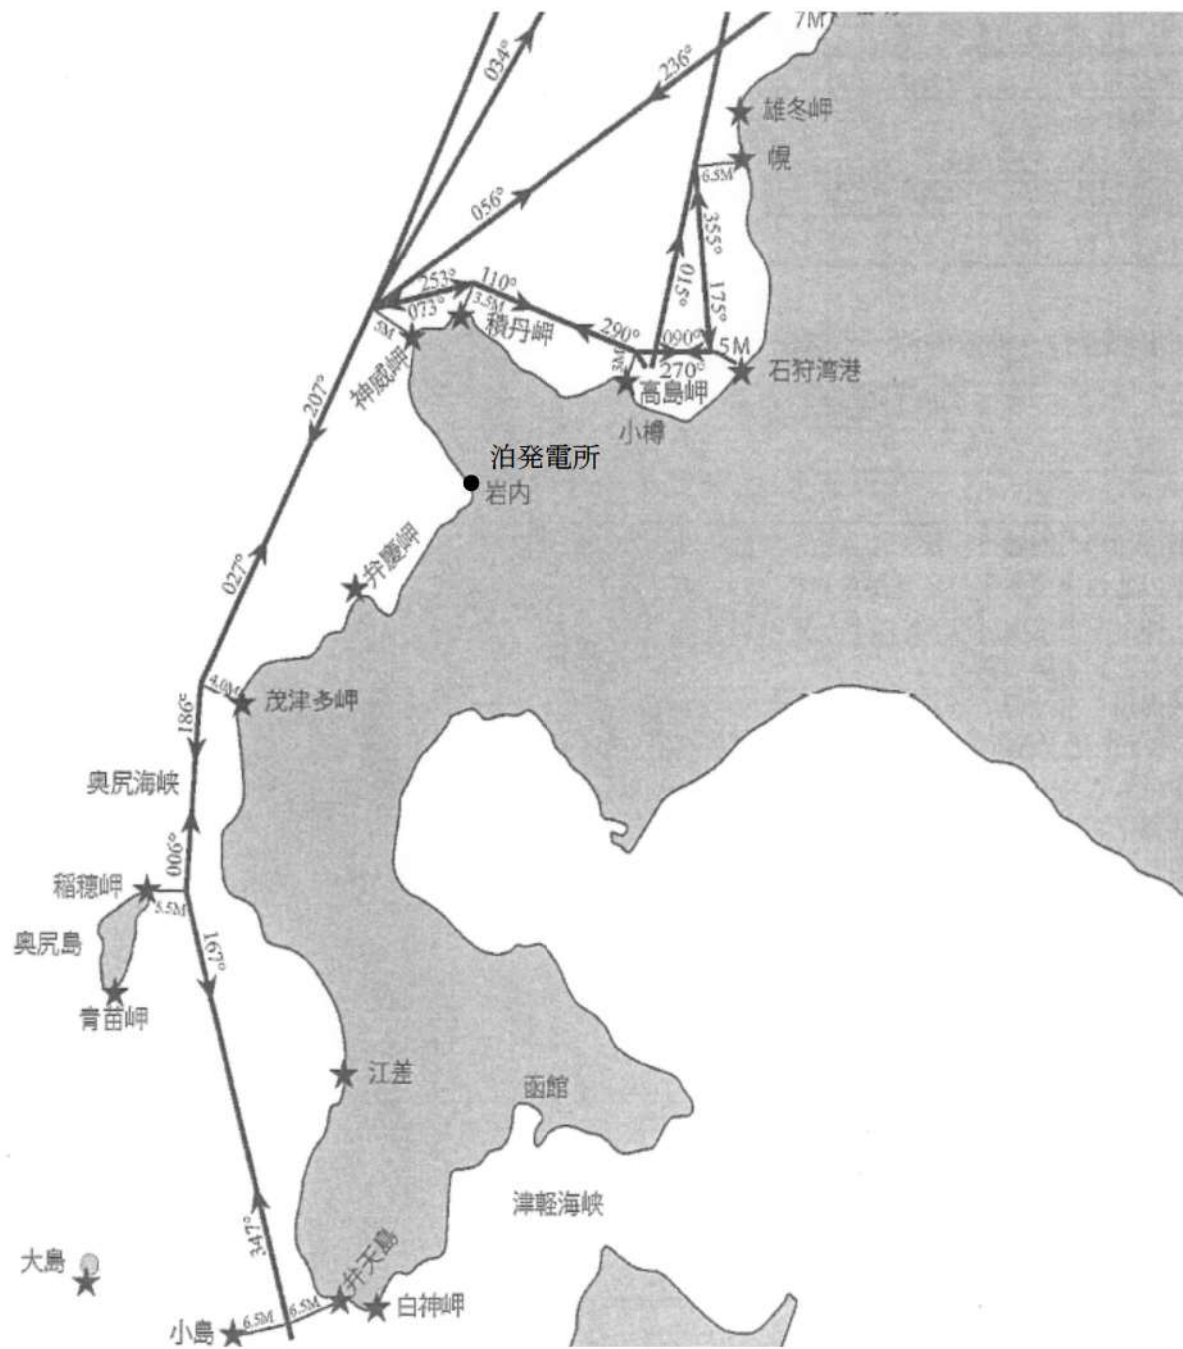 7M
034°
236°
雄冬岬
幌
6.5M
056°
355°
015°
175°
253°
110°
073°
3.5M
積丹岬
5M
神威岬
290°
090°
5M
270°
3M
高島岬
石狩湾港
小樽
207°
泊発電所
岩内
弁慶岬
027°
4.0M
茂津多岬
186°
奥尻海峡
006°
稲穂岬
5.5M
奥尻島
167°
青苗岬
江差
函館
津軽海峡
347°
大島
弁天島
6.5M
6.5M
白神岬
小島